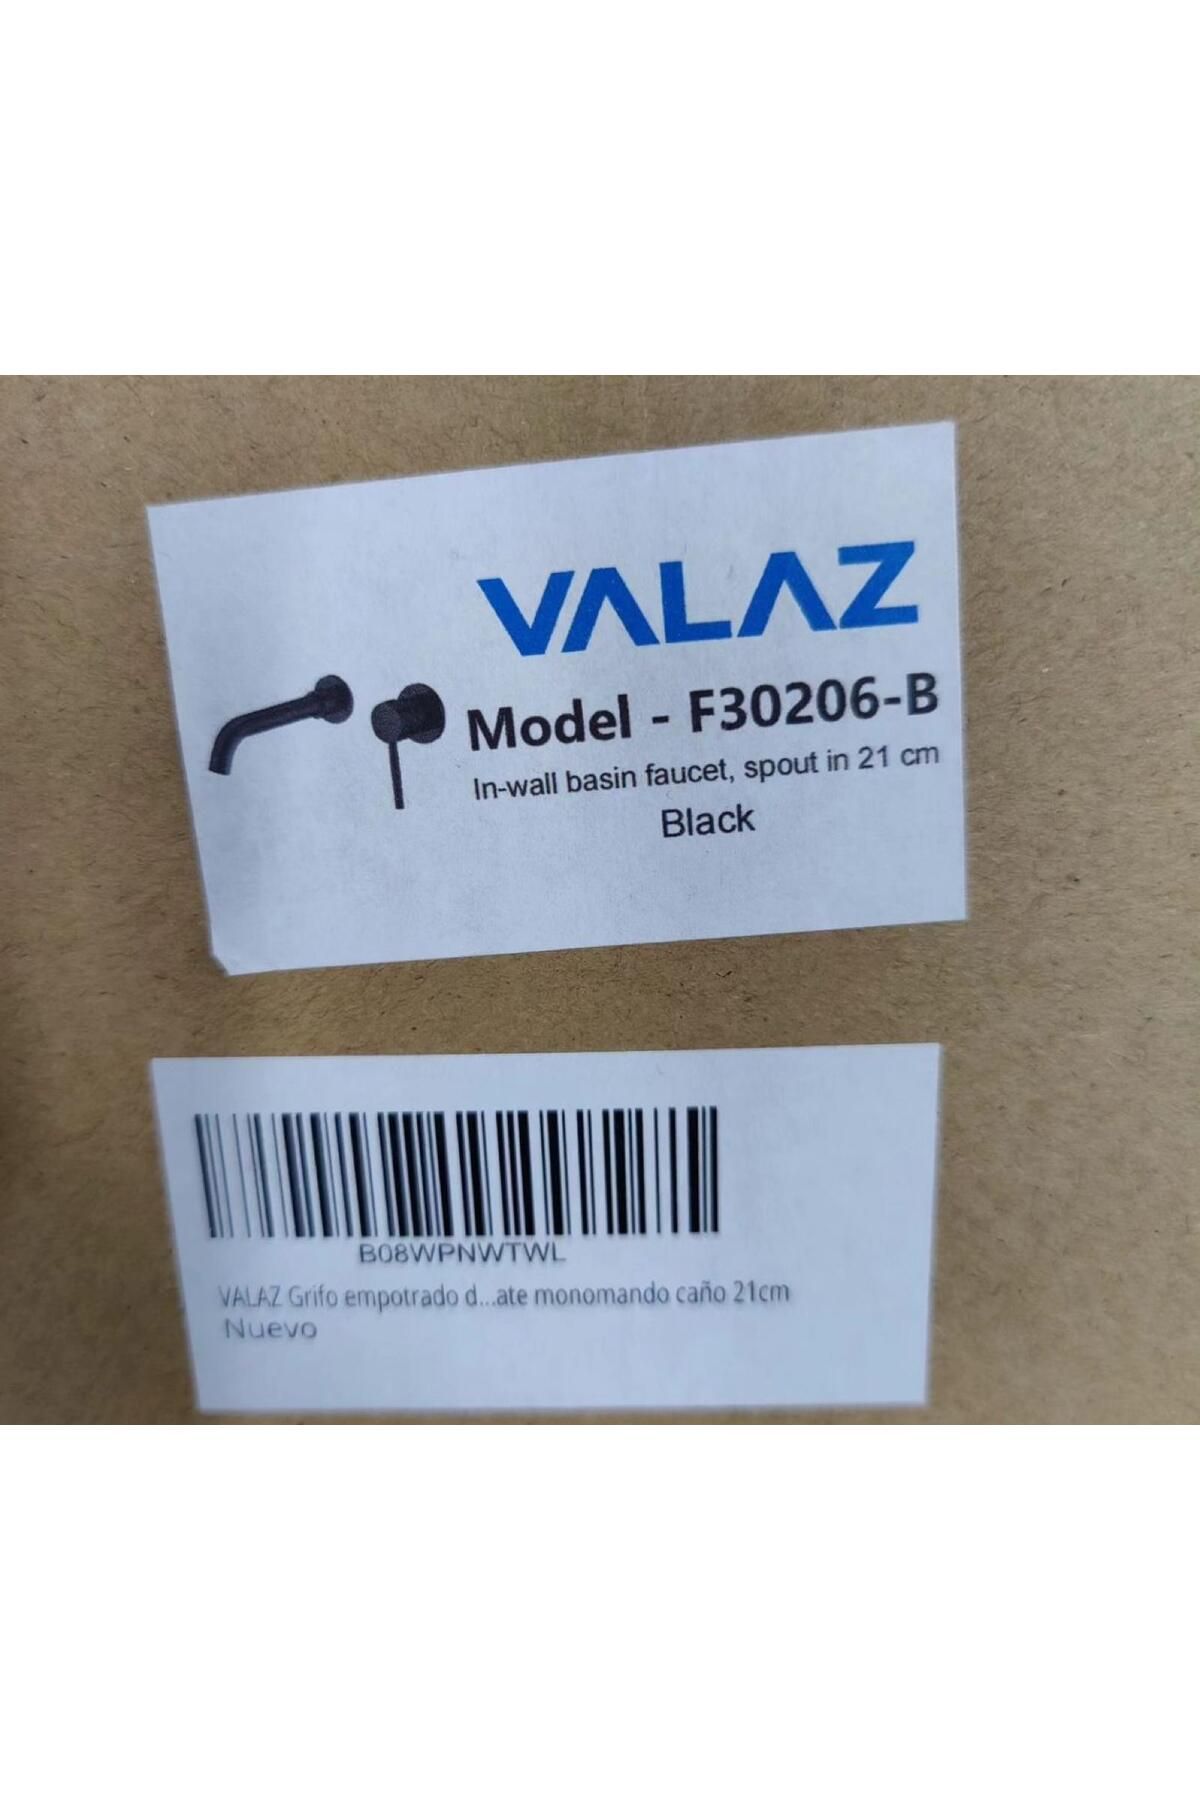 VALAZ
Model - F30206-B
In-wall basin faucet, spout in 21 cm
Black
B08WPNWTWL
VALAZ Grifo empotrado d...ate monomando caño 21cm
Nuevo